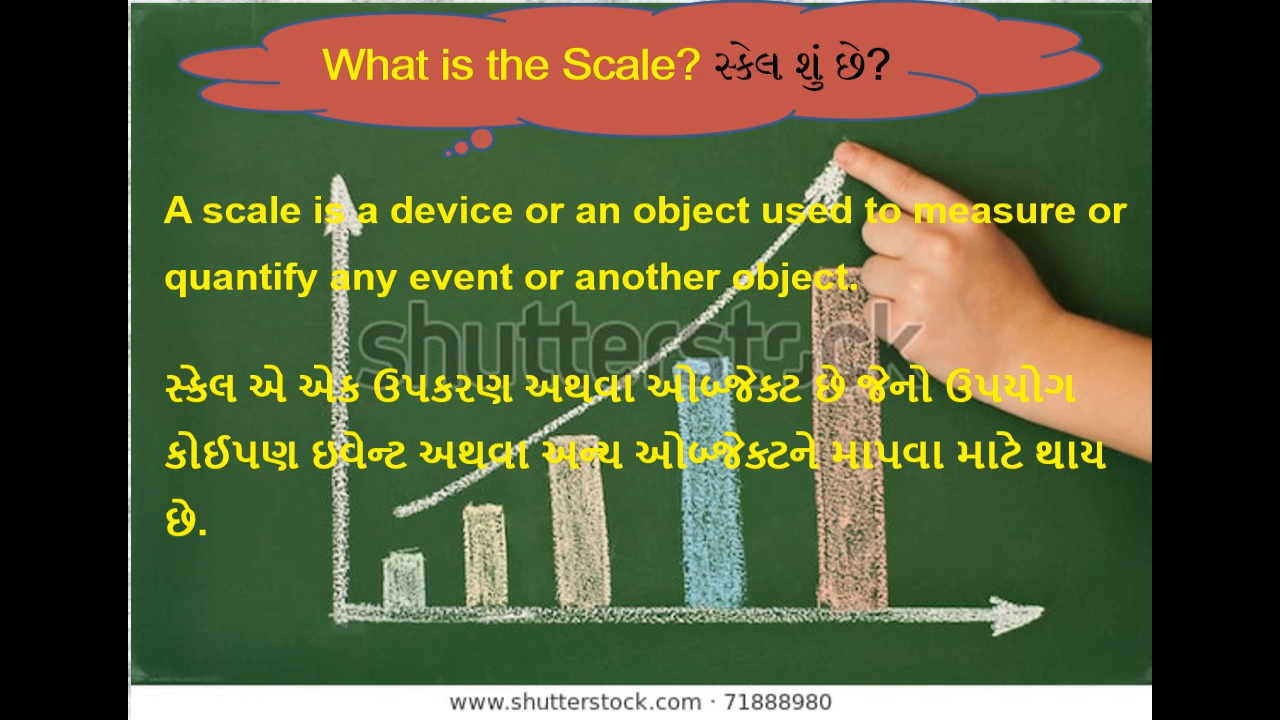 What is the Scale? સ્કેલ શું છે?
A scale is a device or an object used to measure or
quantify any event or another object.
shutterstock
સ્કેલ એ એક ઉપકરણ અથવા ઓબ્જેક્ટ છે જેનો ઉપયોગ
કોઈપણ ઇવેન્ટ અથવા અન્ય ઓબ્જેક્ટને માપવા માટે થાય
છે.
www.shutterstock.com · 71888980